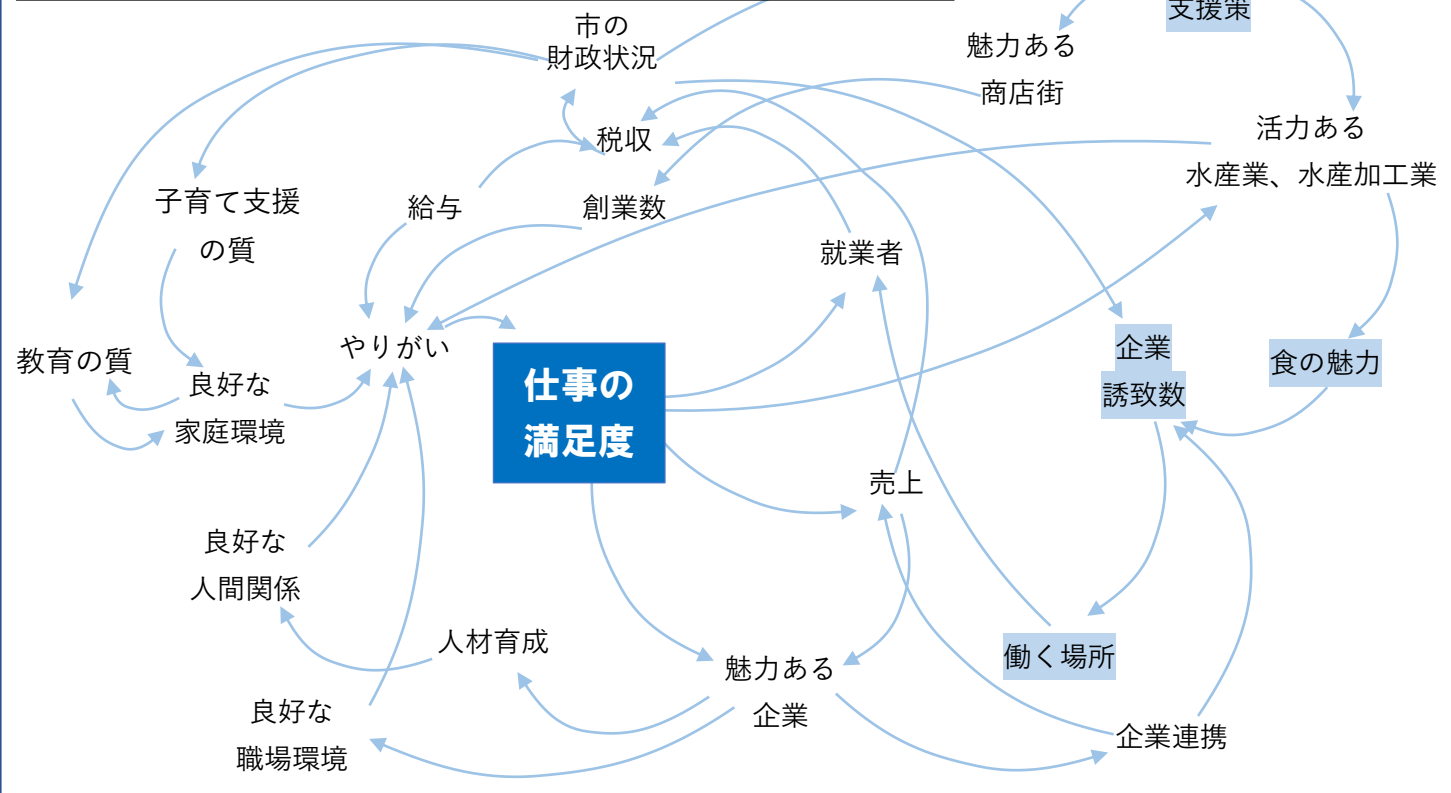 支援策
市の
財政状況
魅力ある
商店街
税収
活力ある
水産業、水産加工業
子育て支援
の質
給与
創業数
就業者
教育の質
良好な
家庭環境
やりがい
仕事の
満足度
企業
誘致数
食の魅力
売上
良好な
人間関係
人材育成
魅力ある
企業
働く場所
良好な
職場環境
企業連携